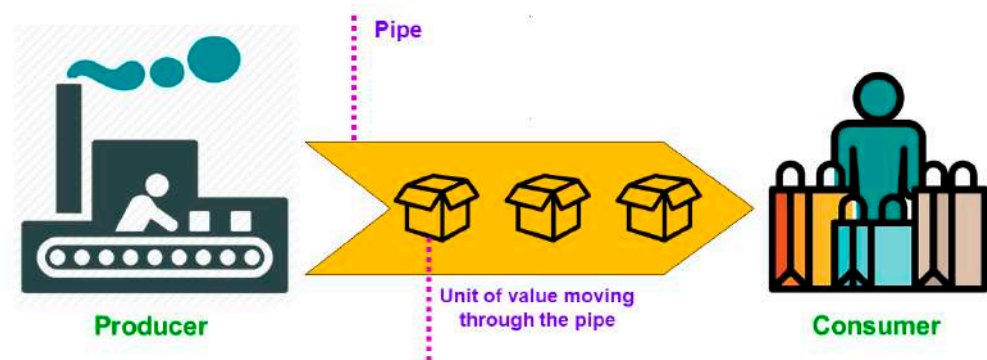 Pipe
Unit of value moving
through the pipe
Producer
Consumer